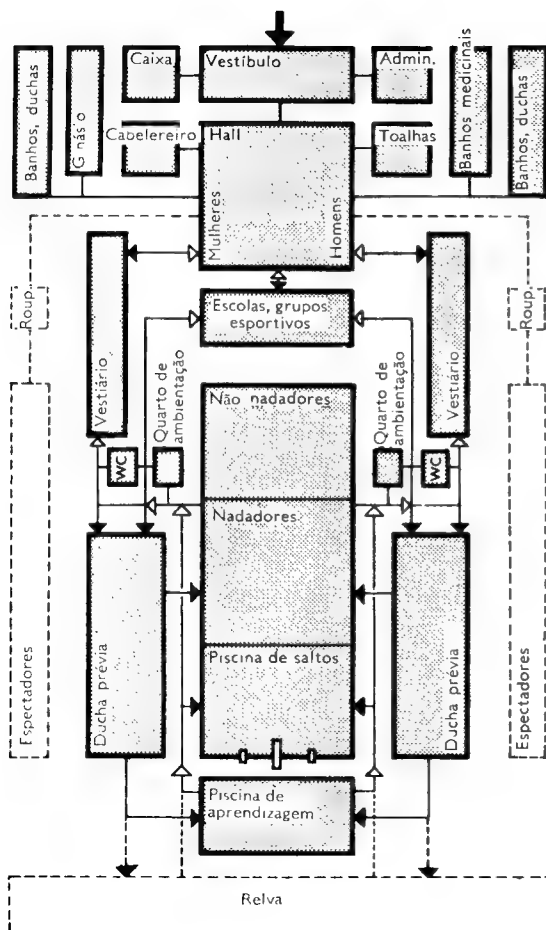 Caixa
Vestíbulo
Admin.
Banhos, duchas
Ginásio
Cabelereiro
Hall
Toalhas
Banhos medicinais
Banhos, duchas
Mulheres
Homens
Roup.
Vestiário
Escolas, grupos
esportivos
Vestiário
Roup.
Quarto de
ambientação
Não nadadores
Quarto de
ambientação
WC
WC
Nadadores
Espectadores
Ducha prévia
Piscina de saltos
Ducha prévia
Espectadores
Piscina de
aprendizagem
Relva